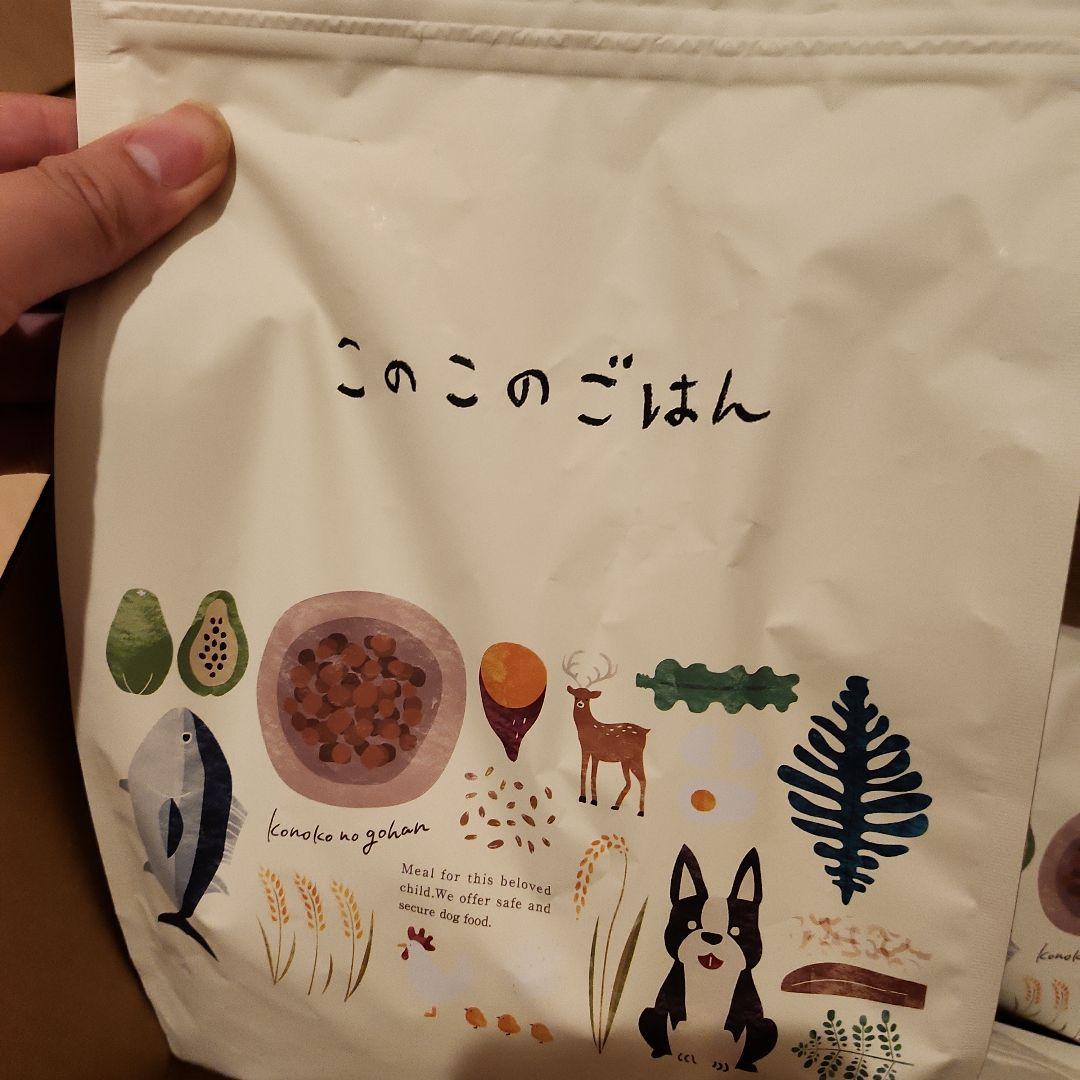 このこのごはん
konoko no gohan
Meal for this beloved
child.We offer safe and
secure dog food.
konok